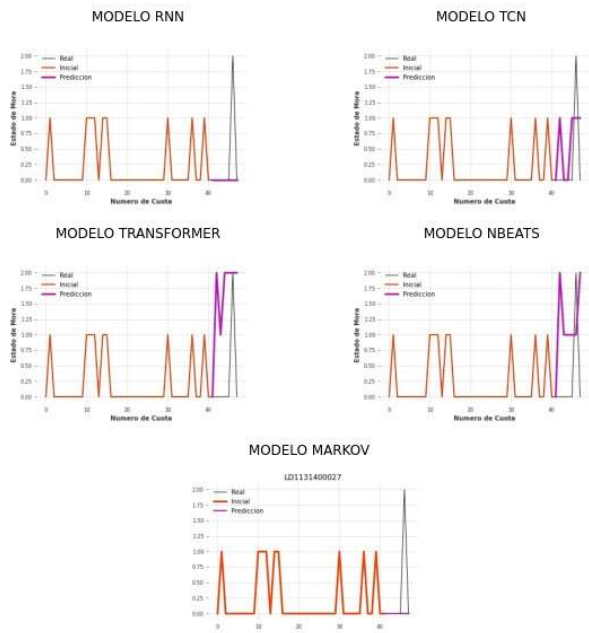 MODELO RNN
2.00
1.75
1.50
1.25
1.00
0.75
0.50
0.25
0.00
Estado de Mora
Real
Inicial
Prediccion
0 10 20 30 40
Numero de Cuota
MODELO TCN
2.00
1.75
1.50
1.25
1.00
0.75
0.50
0.25
0.00
Estado de Mora
Real
Inicial
Prediccion
0 10 20 30 40
Numero de Cuota
MODELO TRANSFORMER
2.00
1.75
1.50
1.25
1.00
0.75
0.50
0.25
0.00
Estado de Mora
Real
Inicial
Prediccion
0 10 20 30 40
Numero de Cuota
MODELO NBEATS
2.00
1.75
1.50
1.25
1.00
0.75
0.50
0.25
0.00
Estado de Mora
Real
Inicial
Prediccion
0 10 20 30 40
Numero de Cuota
MODELO MARKOV
LD1131400027
2.00
1.75
1.50
1.25
1.00
0.75
0.50
0.25
0.00
Real
Inicial
Prediccion
0 10 20 30 40